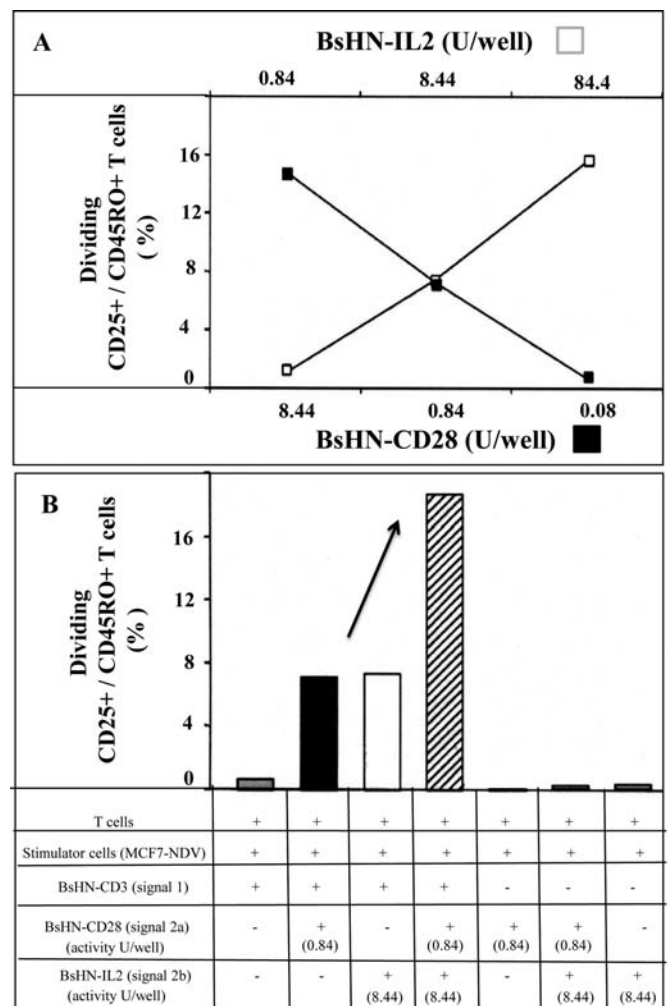 A
BsHN-IL2 (U/well)
0.84 8.44 84.4
Dividing
CD25+ / CD45RO+ T cells
( %)
16
8
4
0
8.44 0.84 0.08
BsHN-CD28 (U/well)
B
Dividing
CD25+ / CD45RO+ T cells
(%)
16
12
8
4
0
T cells + + + + + + +
Stimulator cells (MCF7-NDV) + + + + + + +
BsHN-CD3 (signal 1) + + + + - - -
BsHN-CD28 (signal 2a) - + - + + + -
(activity U/well) (0.84) (0.84) (0.84) (0.84)
BsHN-IL2 (signal 2b) - - + + - + +
(activity U/well) (8.44) (8.44) (8.44) (8.44)